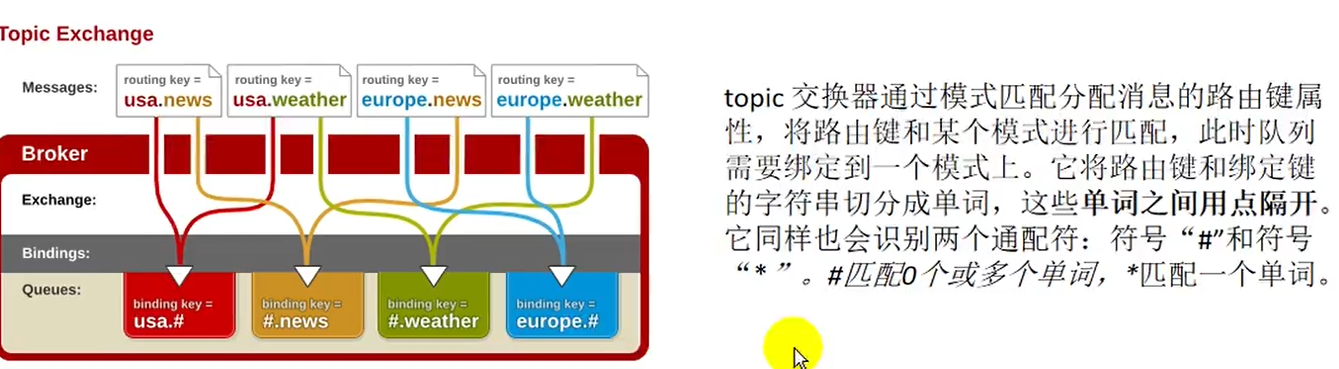 Topic Exchange
Messages:
routing key =
usa.news
routing key =
usa.weather
routing key =
europe.news
routing key =
europe.weather
Broker
Exchange:
Bindings:
Queues:
binding key =
usa.#
binding key =
#.news
binding key =
#.weather
binding key =
europe.#
topic 交换器通过模式匹配分配消息的路由键属
性，将路由键和某个模式进行匹配，此时队列
需要绑定到一个模式上。它将路由键和绑定键
的字符串切分成单词，这些单词之间用点隔开。
它同样也会识别两个通配符：符号“#”和符号
“*”。#匹配0个或多个单词，*匹配一个单词。